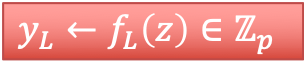 y_L ← f_L(z) ∈ ℤ_p